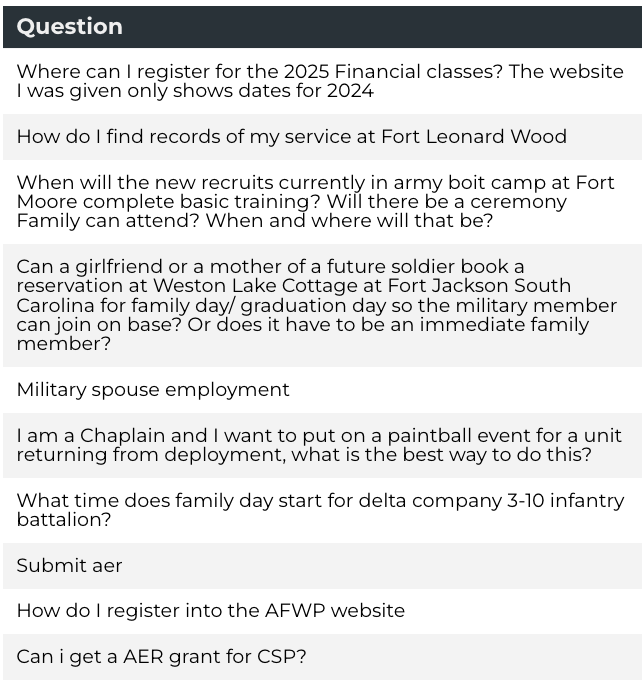 Question
Where can I register for the 2025 Financial classes? The website
I was given only shows dates for 2024
How do I find records of my service at Fort Leonard Wood
When will the new recruits currently in army boit camp at Fort
Moore complete basic training? Will there be a ceremony
Family can attend? When and where will that be?
Can a girlfriend or a mother of a future soldier book a
reservation at Weston Lake Cottage at Fort Jackson South
Carolina for family day/ graduation day so the military member
can join on base? Or does it have to be an immediate family
member?
Military spouse employment
I am a Chaplain and I want to put on a paintball event for a unit
returning from deployment, what is the best way to do this?
What time does family day start for delta company 3-10 infantry
battalion?
Submit aer
How do I register into the AFWP website
Can i get a AER grant for CSP?